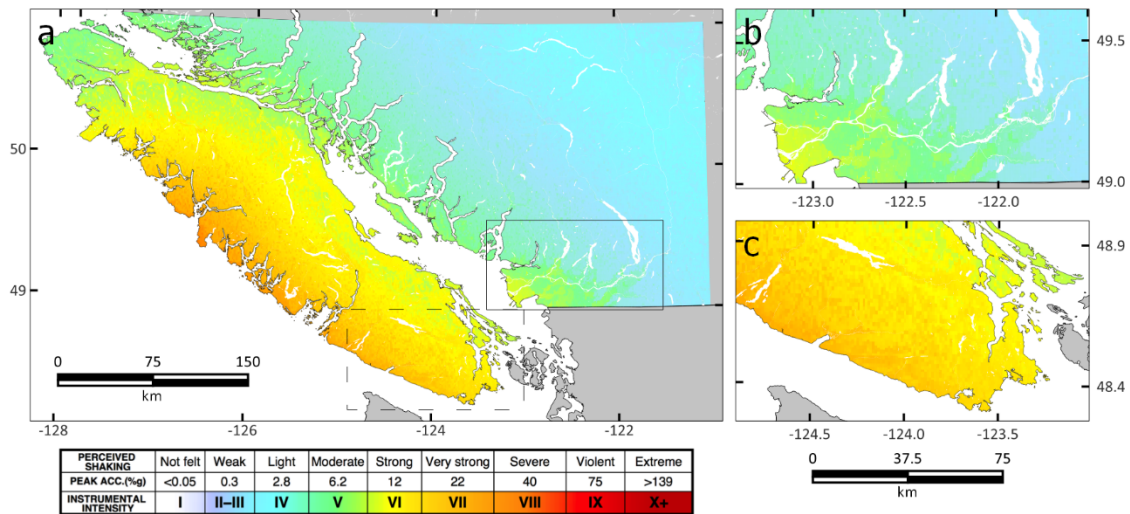 a
50
49
0 75 150
km
-128 -126 -124 -122
b
49.5
49.0
-123.0 -122.5 -122.0
c
48.9
48.4
-124.5 -124.0 -123.5
0 37.5 75
km
PERCEIVED SHAKING Not felt Weak Light Moderate Strong Very strong Severe Violent Extreme
PEAK ACC.(%g) <0.05 0.3 2.8 6.2 12 22 40 75 >139
INSTRUMENTAL INTENSITY I II–III IV V VI VII VIII IX X+